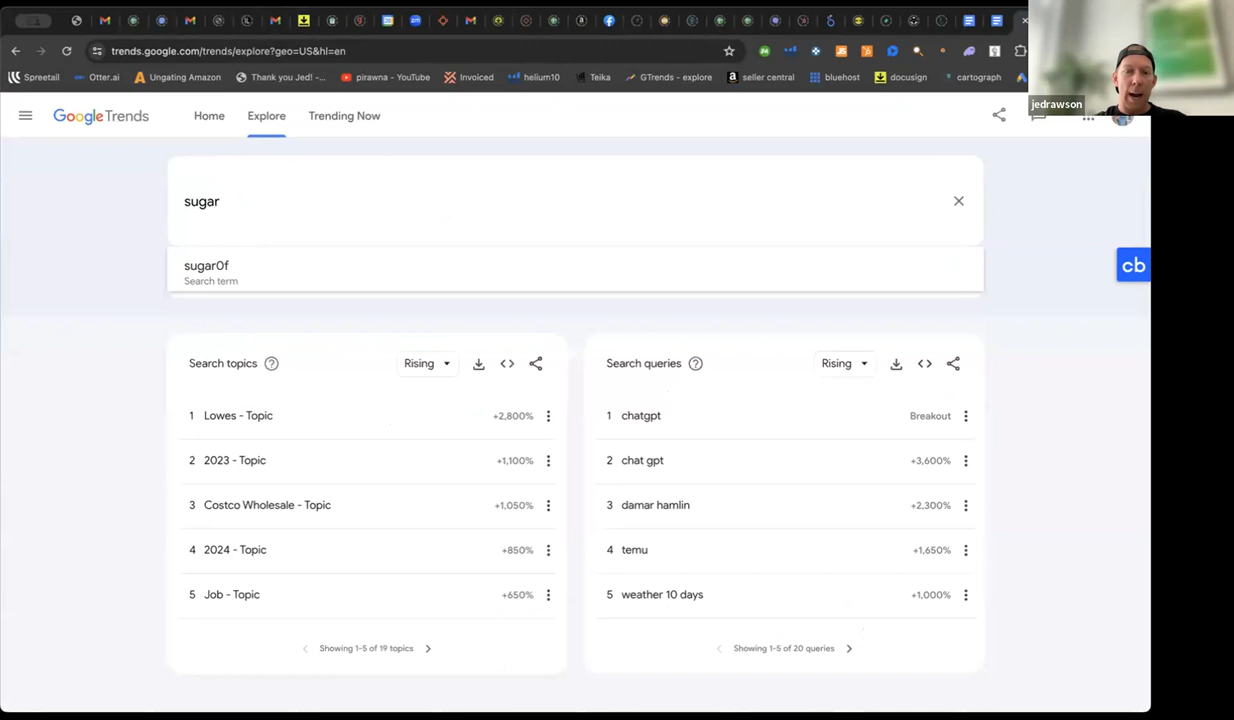 trends.google.com/trends/explore?geo=US&hl=en
Spreetail
Otter.ai
Ungating Amazon
Thank you Jed! -...
pirawna - YouTube
Invoiced
helium10
Teika
GTrends - explore
seller central
bluehost
docusign
cartograph
jedrawson
Google Trends
Home
Explore
Trending Now
sugar
sugar0f
Search term
cb
Search topics
Rising
1 Lowes - Topic +2,800%
2 2023 - Topic +1,100%
3 Costco Wholesale - Topic +1,050%
4 2024 - Topic +850%
5 Job - Topic +650%
Showing 1-5 of 19 topics
Search queries
Rising
1 chatgpt Breakout
2 chat gpt +3,600%
3 damar hamlin +2,300%
4 temu +1,650%
5 weather 10 days +1,000%
Showing 1-5 of 20 queries